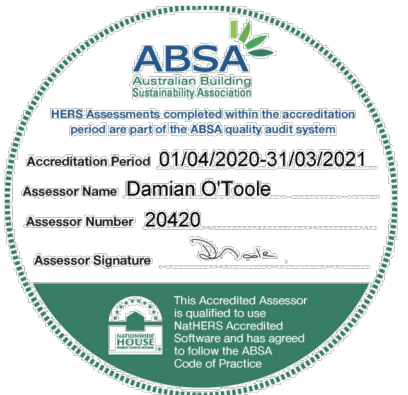 ABSA
Australian Building
Sustainability Association
HERS Assessments completed within the accreditation
period are part of the ABSA quality audit system
Accreditation Period 01/04/2020-31/03/2021
Assessor Name Damian O'Toole
Assessor Number 20420
Assessor Signature
This Accredited Assessor
is qualified to use
NatHERS Accredited
Software and has agreed
to follow the ABSA
Code of Practice
NATIONWIDE
HOUSE